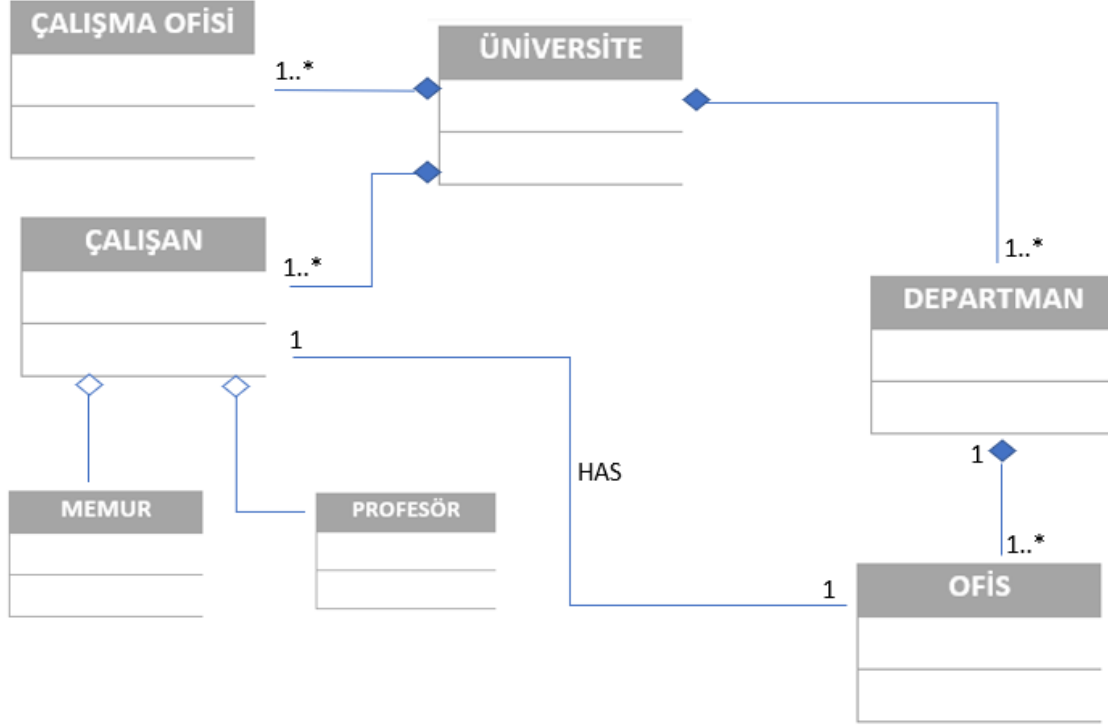 ÇALIŞMA OFİSİ
ÜNİVERSİTE
1..*
ÇALIŞAN
1..*
1..*
DEPARTMAN
1
1
HAS
MEMUR
PROFESÖR
1..*
OFİS
1